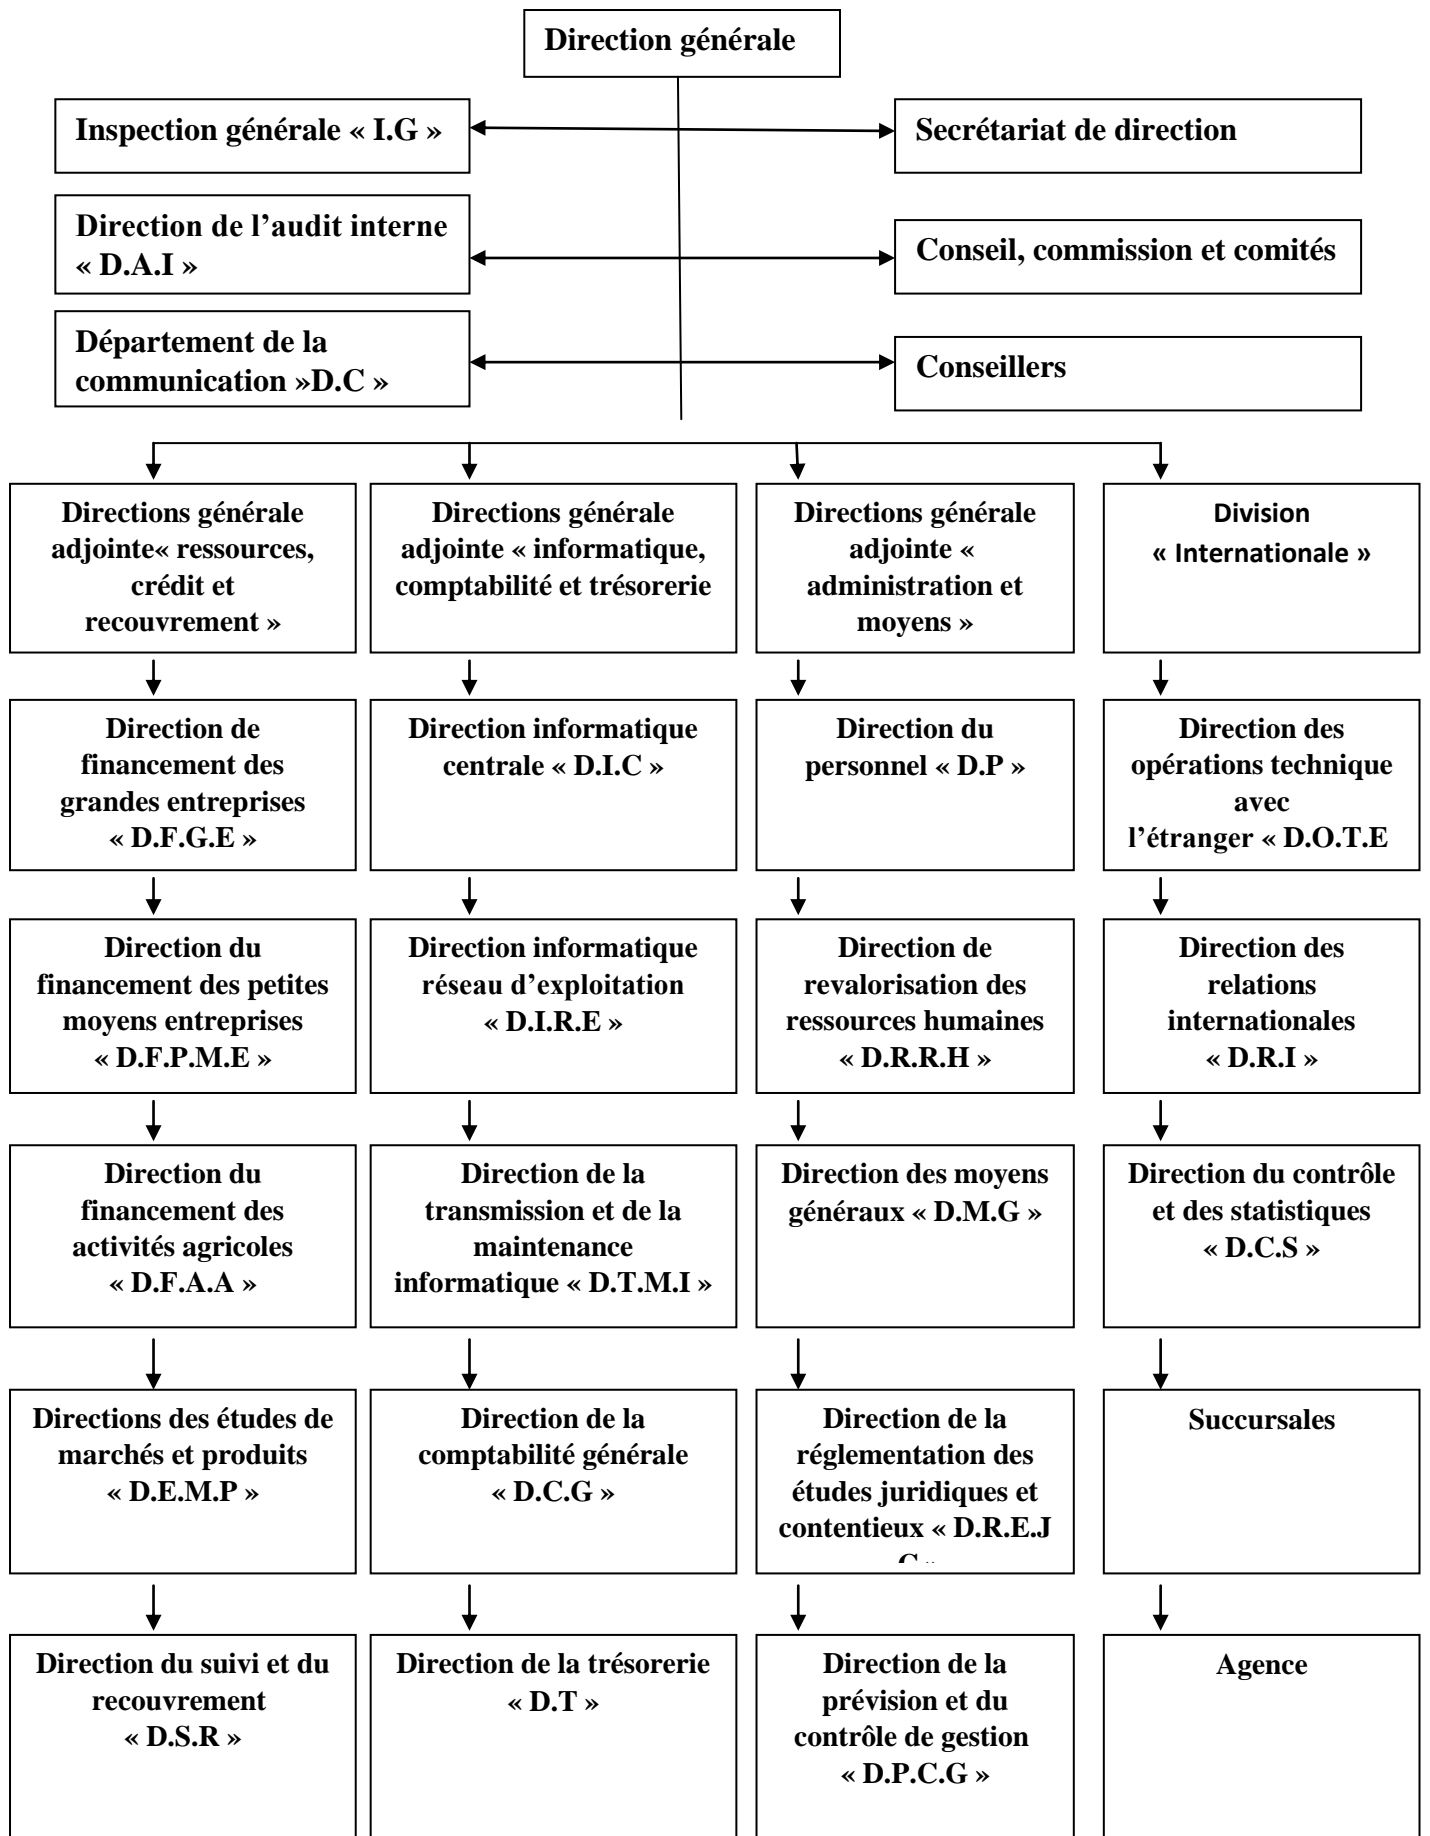 Direction générale
Inspection générale « I.G »
Secrétariat de direction
Direction de l’audit interne
« D.A.I »
Conseil, commission et comités
Département de la
communication »D.C »
Conseillers
Directions générale
adjointe« ressources,
crédit et
recouvrement »
Directions générale
adjointe « informatique,
comptabilité et trésorerie
Directions générale
adjointe «
administration et
moyens »
Division
« Internationale »
Direction de
financement des
grandes entreprises
« D.F.G.E »
Direction informatique
centrale « D.I.C »
Direction du
personnel « D.P »
Direction des
opérations technique
avec
l’étranger « D.O.T.E
Direction du
financement des petites
moyens entreprises
« D.F.P.M.E »
Direction informatique
réseau d’exploitation
« D.I.R.E »
Direction de
revalorisation des
ressources humaines
« D.R.R.H »
Direction des
relations
internationales
« D.R.I »
Direction du
financement des
activités agricoles
« D.F.A.A »
Direction de la
transmission et de la
maintenance
informatique « D.T.M.I »
Direction des moyens
généraux « D.M.G »
Direction du contrôle
et des statistiques
« D.C.S »
Directions des études de
marchés et produits
« D.E.M.P »
Direction de la
comptabilité générale
« D.C.G »
Direction de la
réglementation des
études juridiques et
contentieux « D.R.E.J
Succursales
Direction du suivi et du
recouvrement
« D.S.R »
Direction de la trésorerie
« D.T »
Direction de la
prévision et du
contrôle de gestion
« D.P.C.G »
Agence